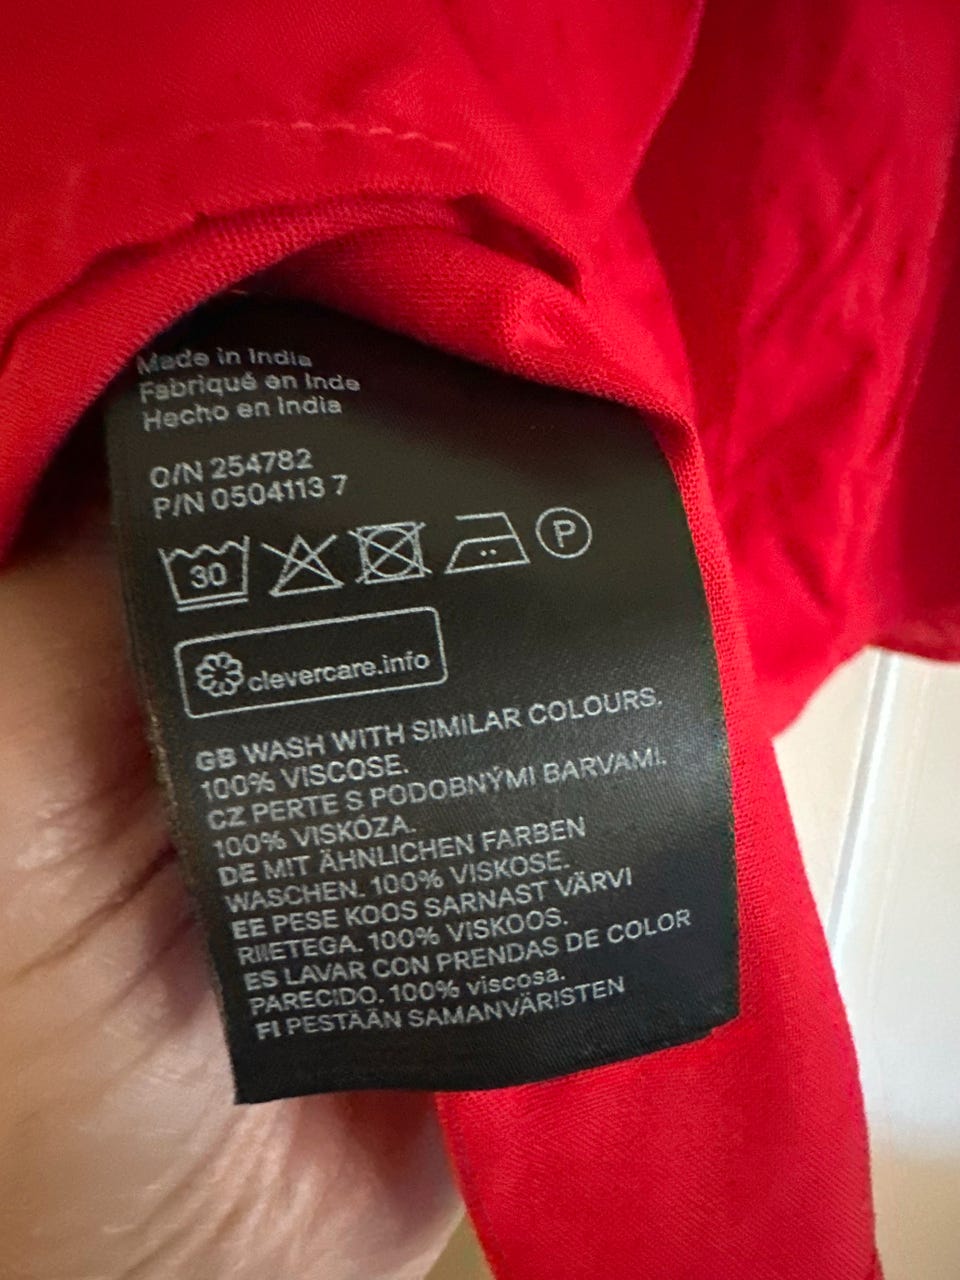 Made in India
Fabriqué en Inde
Hecho en India
O/N 254782
P/N 0504113 7
30 P
clevercare.info
GB WASH WITH SIMILAR COLOURS.
100% VISCOSE.
CZ PERTE S PODOBNÝMI BARVAMI.
100% VISKÓZA.
DE MIT ÄHNLICHEN FARBEN
WASCHEN. 100% VISKOSE.
EE PESE KOOS SARNAST VÄRVI
RIIETEGA. 100% VISKOOS.
ES LAVAR CON PRENDAS DE COLOR
PARECIDO. 100% viscosa.
FI PESTÄÄN SAMANVÄRISTEN